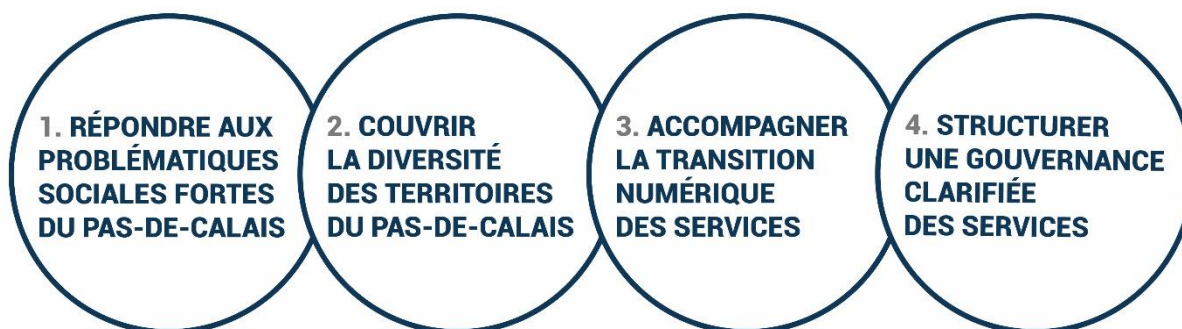 1. RÉPONDRE AUX
PROBLÉMATIQUES
SOCIALES FORTES
DU PAS-DE-CALAIS
2. COUVRIR
LA DIVERSITÉ
DES TERRITOIRES
DU PAS-DE-CALAIS
3. ACCOMPAGNER
LA TRANSITION
NUMÉRIQUE
DES SERVICES
4. STRUCTURER
UNE GOUVERNANCE
CLARIFIÉE
DES SERVICES